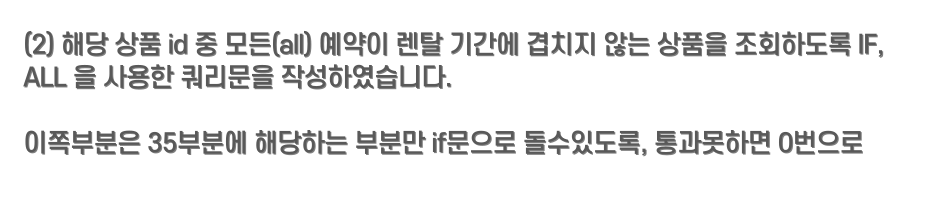 (2) 해당 상품 id 중 모든(all) 예약이 렌탈 기간에 겹치지 않는 상품을 조회하도록 IF,
ALL 을 사용한 쿼리문을 작성하였습니다.
이쪽부분은 35부분에 해당하는 부분만 if문으로 돌수있도록, 통과못하면 0번으로